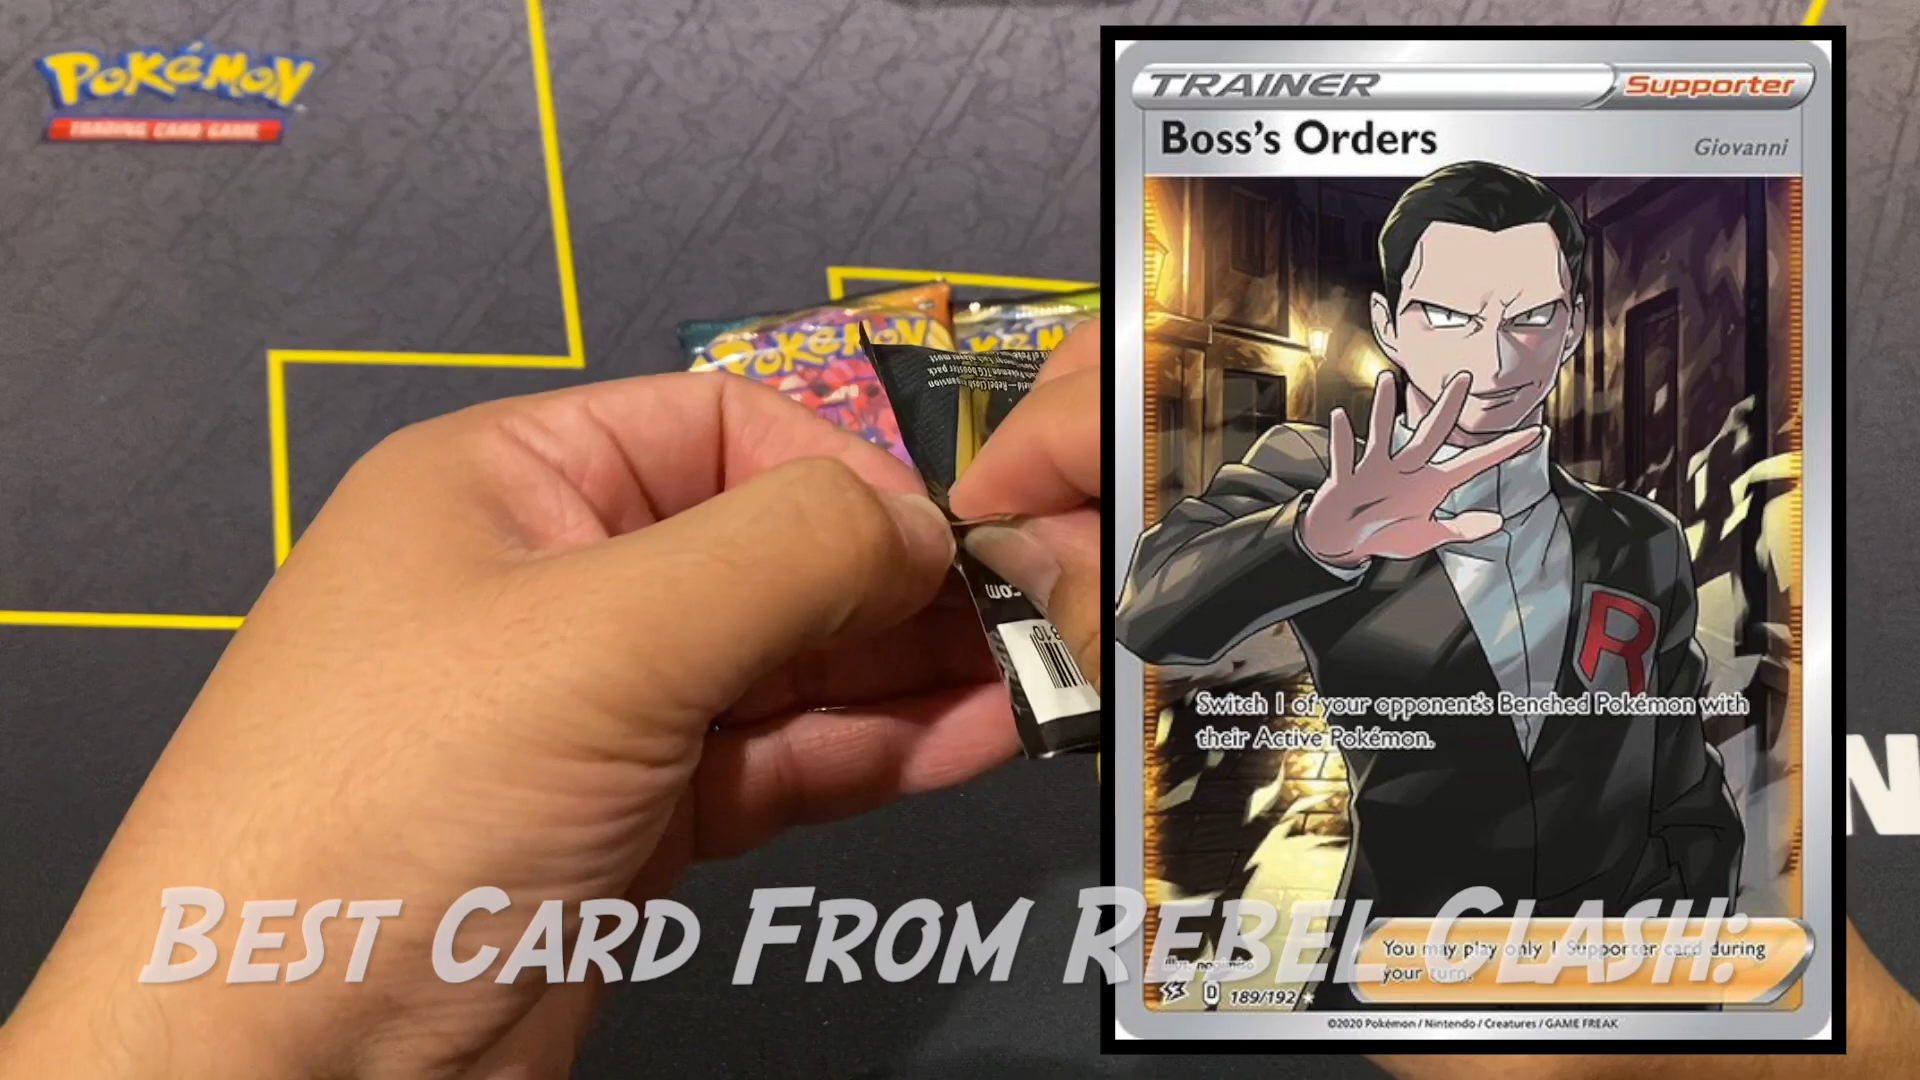 Pokémon
TRADING CARD GAME
TRAINER
Supporter
Boss's Orders
Giovanni
Pokémon
R
Switch 1 of your opponent's Benched Pokémon with
their Active Pokémon.
.com
N
BEST CARD FROM REBEL CLASH:
You may play only 1 Supporter card during
your turn.
D
189/192
©2020 Pokémon / Nintendo / Creatures / GAME FREAK